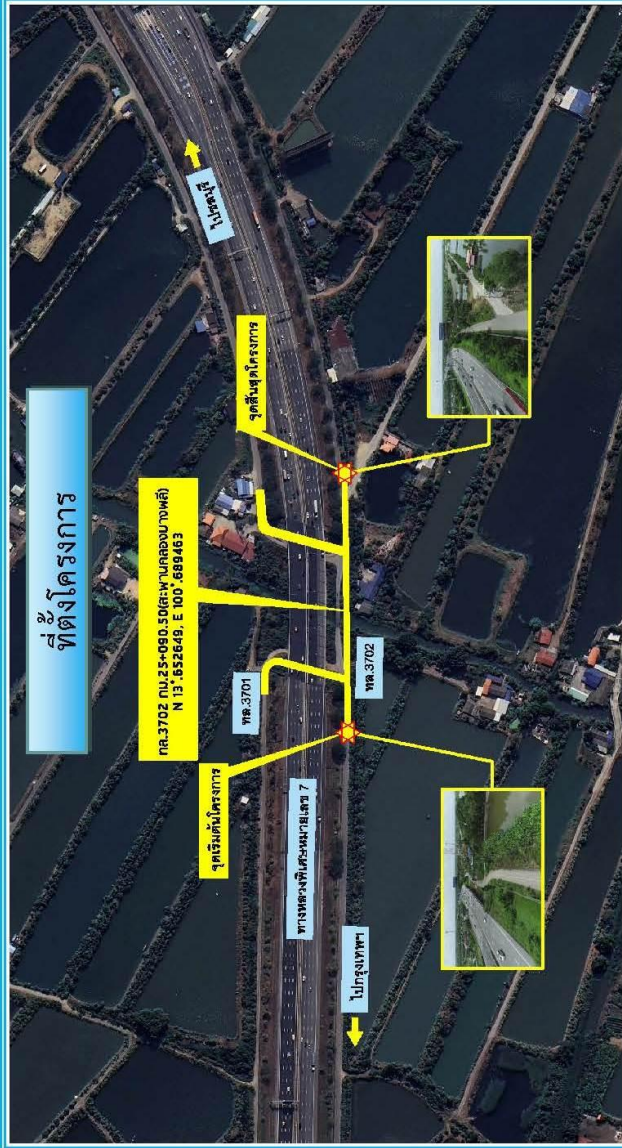 ที่ตั้งโครงการ
ทล.3702 กม.25+090.50(สะพานคลองบางพลี)
N 13°.652649, E 100°.689463
จุดเริ่มต้นโครงการ
ทล.3701
จุดสิ้นสุดโครงการ
ไปชลบุรี
ทางหลวงพิเศษหมายเลข 7
ไปกรุงเทพฯ
ทล.3702